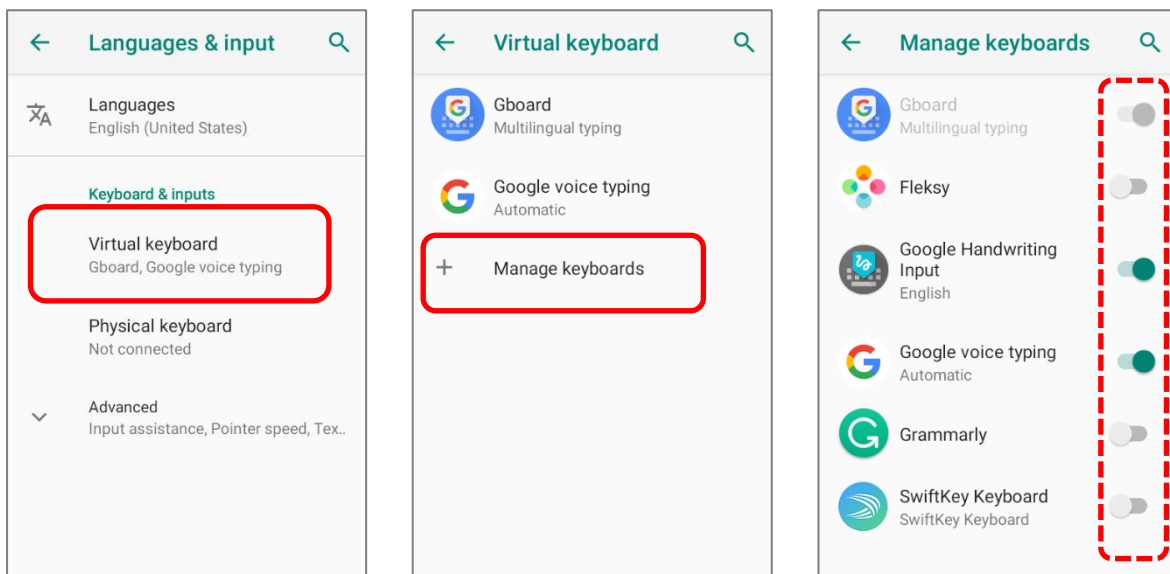 Languages & input
Languages
English (United States)
Keyboard & inputs
Virtual keyboard
Gboard, Google voice typing
Physical keyboard
Not connected
Advanced
Input assistance, Pointer speed, Tex..
Virtual keyboard
Gboard
Multilingual typing
Google voice typing
Automatic
Manage keyboards
Manage keyboards
Gboard
Multilingual typing
Fleksy
Google Handwriting
Input
English
Google voice typing
Automatic
Grammarly
SwiftKey Keyboard
SwiftKey Keyboard